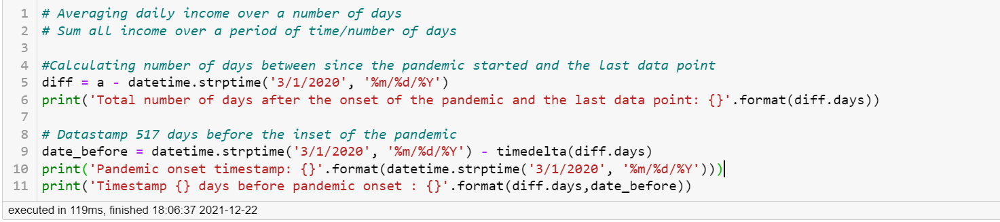 1 # Averaging daily income over a number of days
2 # Sum all income over a period of time/number of days
3
4 #Calculating number of days between since the pandemic started and the last data point
5 diff = a - datetime.strptime('3/1/2020', '%m/%d/%Y')
6 print('Total number of days after the onset of the pandemic and the last data point: {}'.format(diff.days))
7
8 # Datastamp 517 days before the inset of the pandemic
9 date_before = datetime.strptime('3/1/2020', '%m/%d/%Y') - timedelta(diff.days)
10 print('Pandemic onset timestamp: {}'.format(datetime.strptime('3/1/2020', '%m/%d/%Y')))
11 print('Timestamp {} days before pandemic onset : {}'.format(diff.days,date_before))
executed in 119ms, finished 18:06:37 2021-12-22